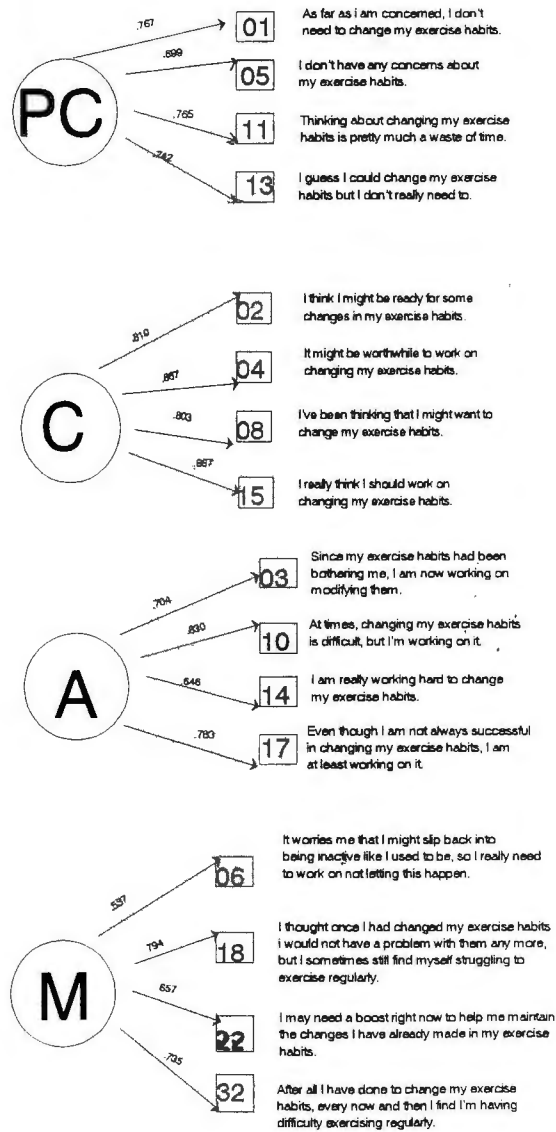 .767
01
As far as i am concerned, I don't
need to change my exercise habits.
.699
05
I don't have any concerns about
my exercise habits.
PC
.765
11
Thinking about changing my exercise
habits is pretty much a waste of time.
.742
13
I guess I could change my exercise
habits but I don't really need to.
02
I think I might be ready for some
changes in my exercise habits.
04
It might be worthwhile to work on
changing my exercise habits.
C
.803
08
I've been thinking that I might want to
change my exercise habits.
15
I really think I should work on
changing my exercise habits.
.704
03
Since my exercise habits had been
bothering me, I am now working on
modifying them.
.830
10
At times, changing my exercise habits
is difficult, but I'm working on it.
A
.646
14
I am really working hard to change
my exercise habits.
.783
17
Even though I am not always successful
in changing my exercise habits, I am
at least working on it.
.537
06
It worries me that I might slip back into
being inactive like I used to be, so I really need
to work on not letting this happen.
.794
18
I thought once I had changed my exercise habits
i would not have a problem with them any more,
but I sometimes still find myself struggling to
exercise regularly.
M
.657
22
I may need a boost right now to help me maintain
the changes I have already made in my exercise
habits.
.735
32
After all I have done to change my exercise
habits, every now and then I find I'm having
difficulty exercising regularly.